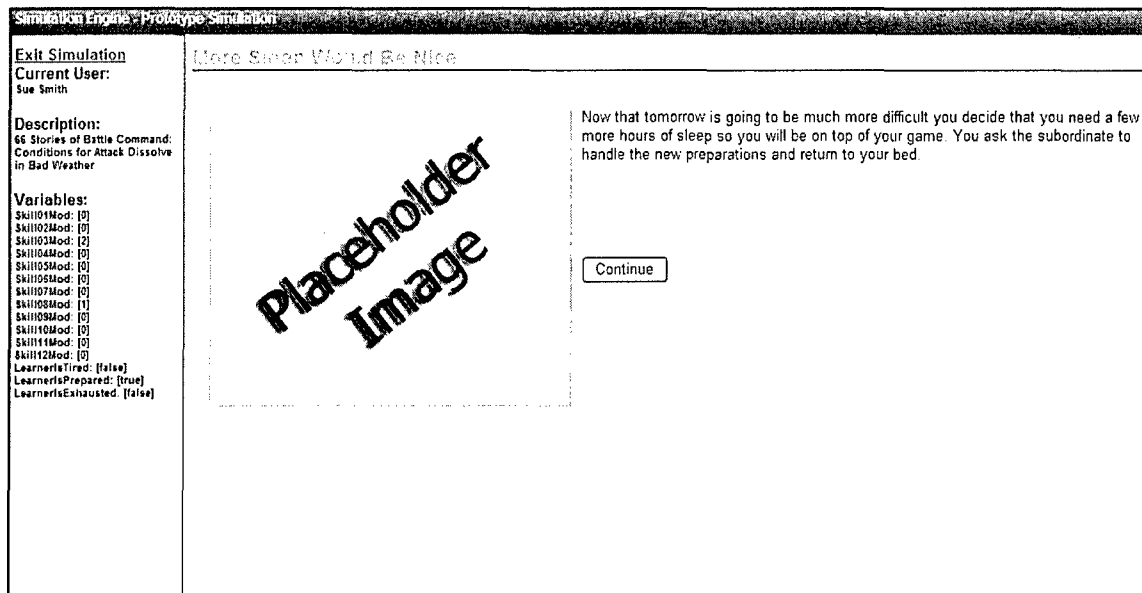 Simulation Engine - Prototype Simulation
Exit Simulation
Current User:
Sue Smith
Description:
66 Stories of Battle Command:
Conditions for Attack Dissolve
in Bad Weather
Variables:
Skill01Mod: [0]
Skill02Mod: [0]
Skill03Mod: [2]
Skill04Mod: [0]
Skill05Mod: [0]
Skill06Mod: [0]
Skill07Mod: [0]
Skill08Mod: [1]
Skill09Mod: [0]
Skill10Mod: [0]
Skill11Mod: [0]
Skill12Mod: [0]
LearnerIsTired: [false]
LearnerIsPrepared: [true]
LearnerIsExhausted: [false]
More Sleep Would Be Nice
Placeholder
Image
Now that tomorrow is going to be much more difficult you decide that you need a few
more hours of sleep so you will be on top of your game. You ask the subordinate to
handle the new preparations and return to your bed.
Continue